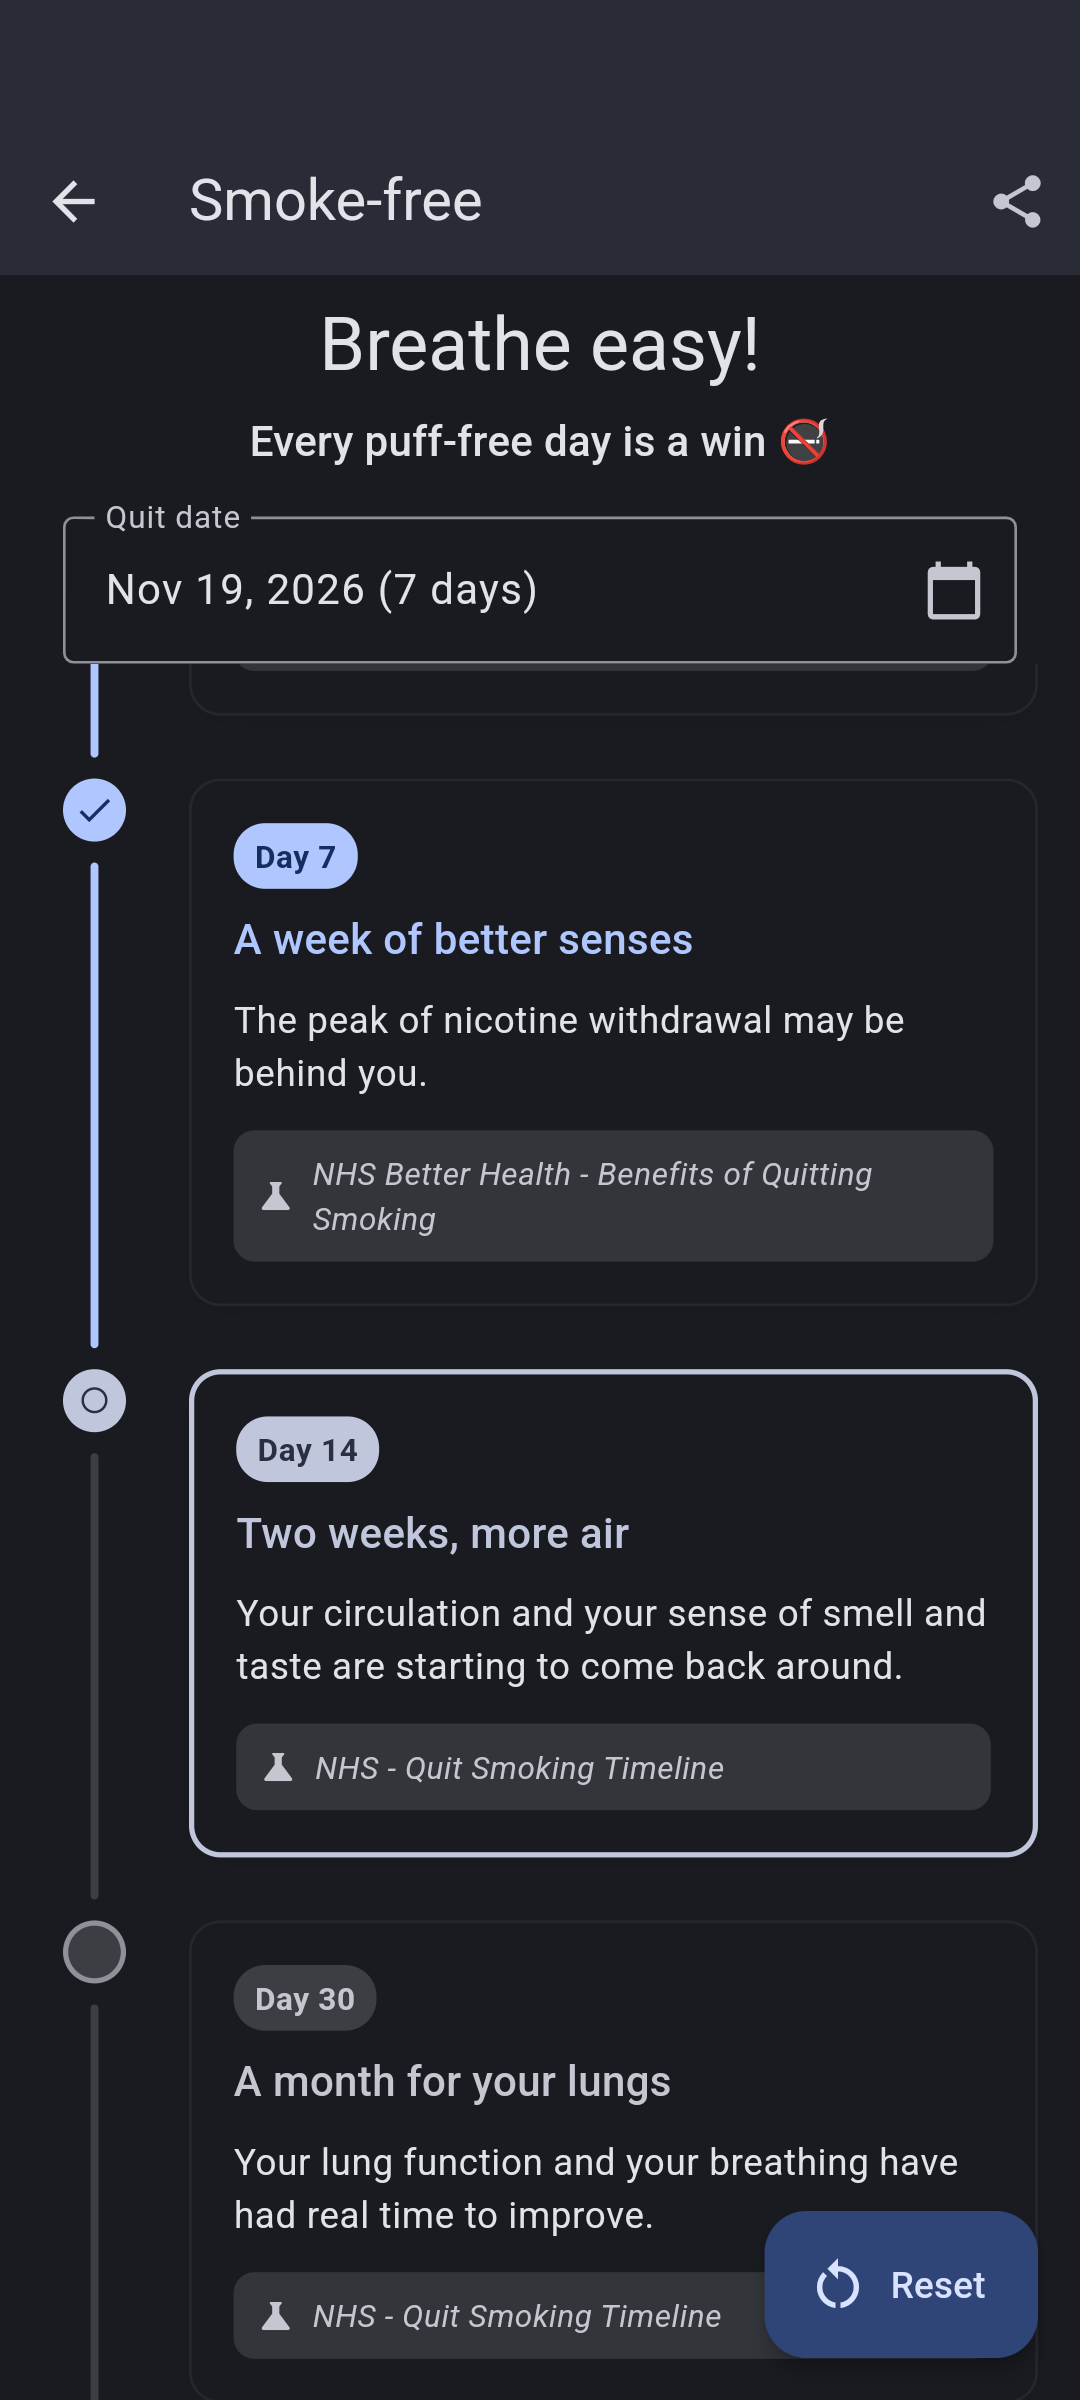 Smoke-free
Breathe easy!
Every puff-free day is a win 🚭
Quit date
Nov 19, 2026 (7 days)
Day 7
A week of better senses
The peak of nicotine withdrawal may be
behind you.
NHS Better Health - Benefits of Quitting
Smoking
Day 14
Two weeks, more air
Your circulation and your sense of smell and
taste are starting to come back around.
NHS - Quit Smoking Timeline
Day 30
A month for your lungs
Your lung function and your breathing have
had real time to improve.
NHS - Quit Smoking Timeline
Reset